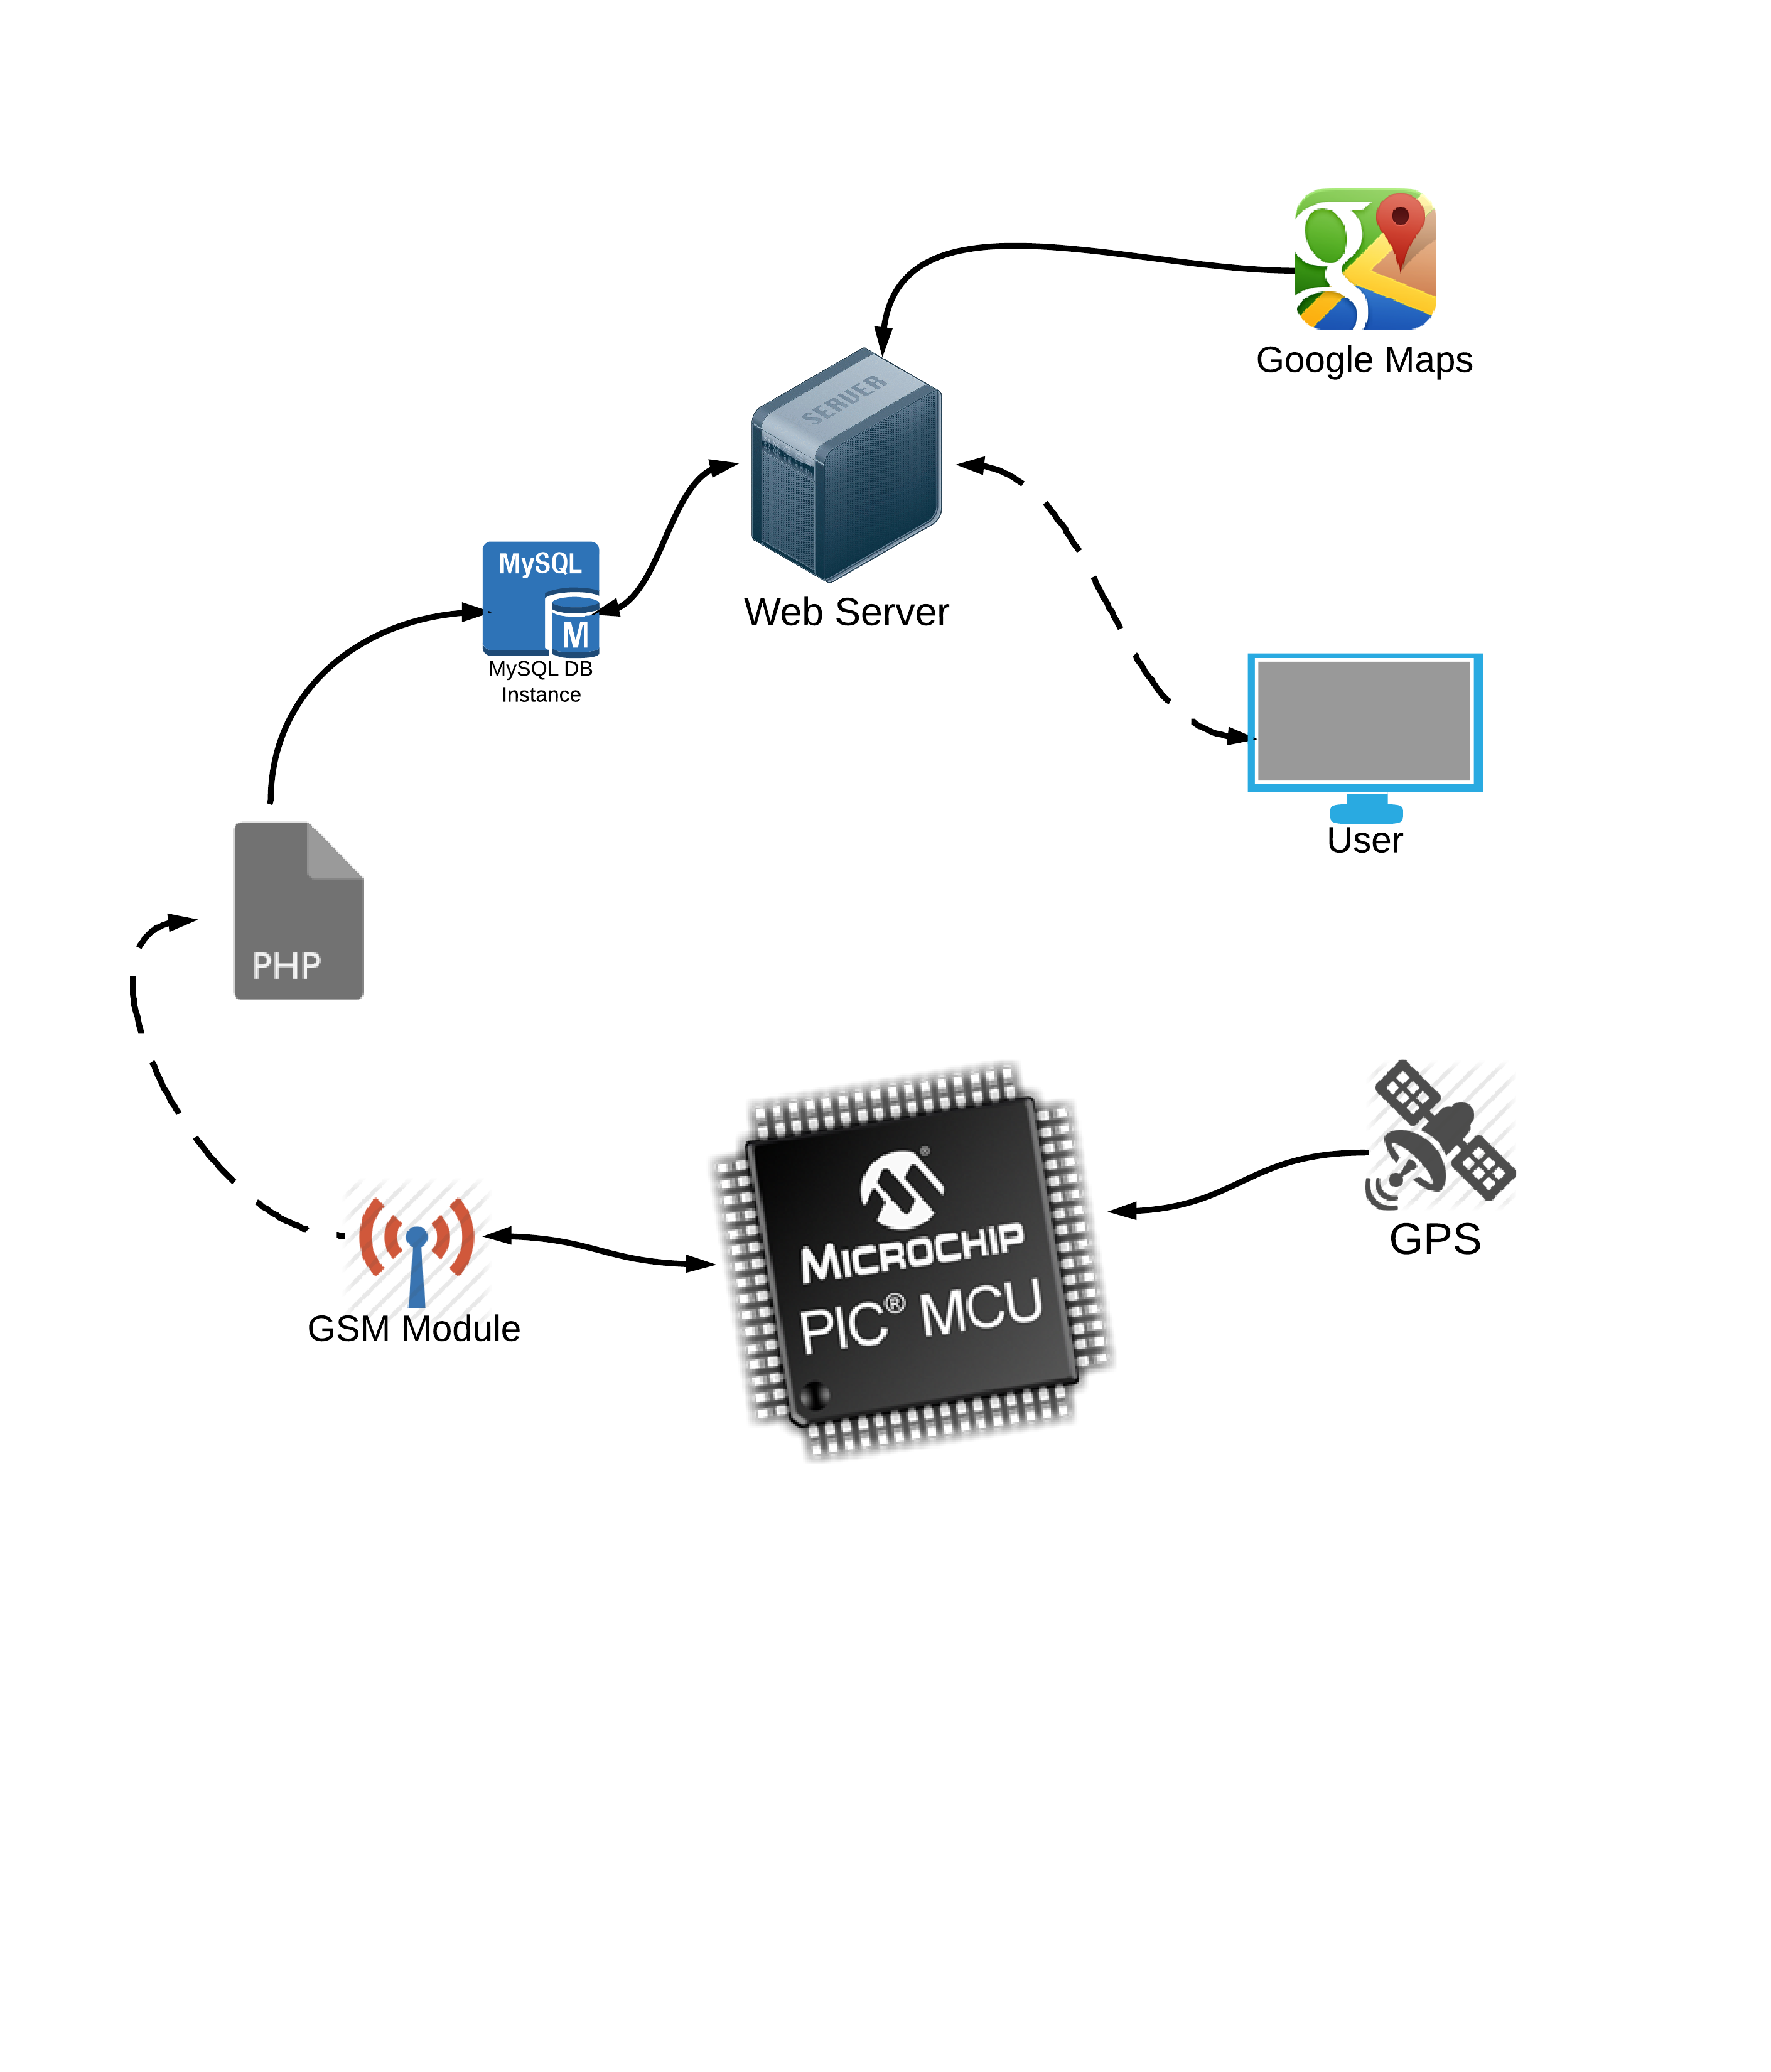 Google Maps
SERVER
Web Server
MySQL
M
MySQL DB
Instance
User
PHP
MICROCHIP
PIC® MCU
GPS
GSM Module